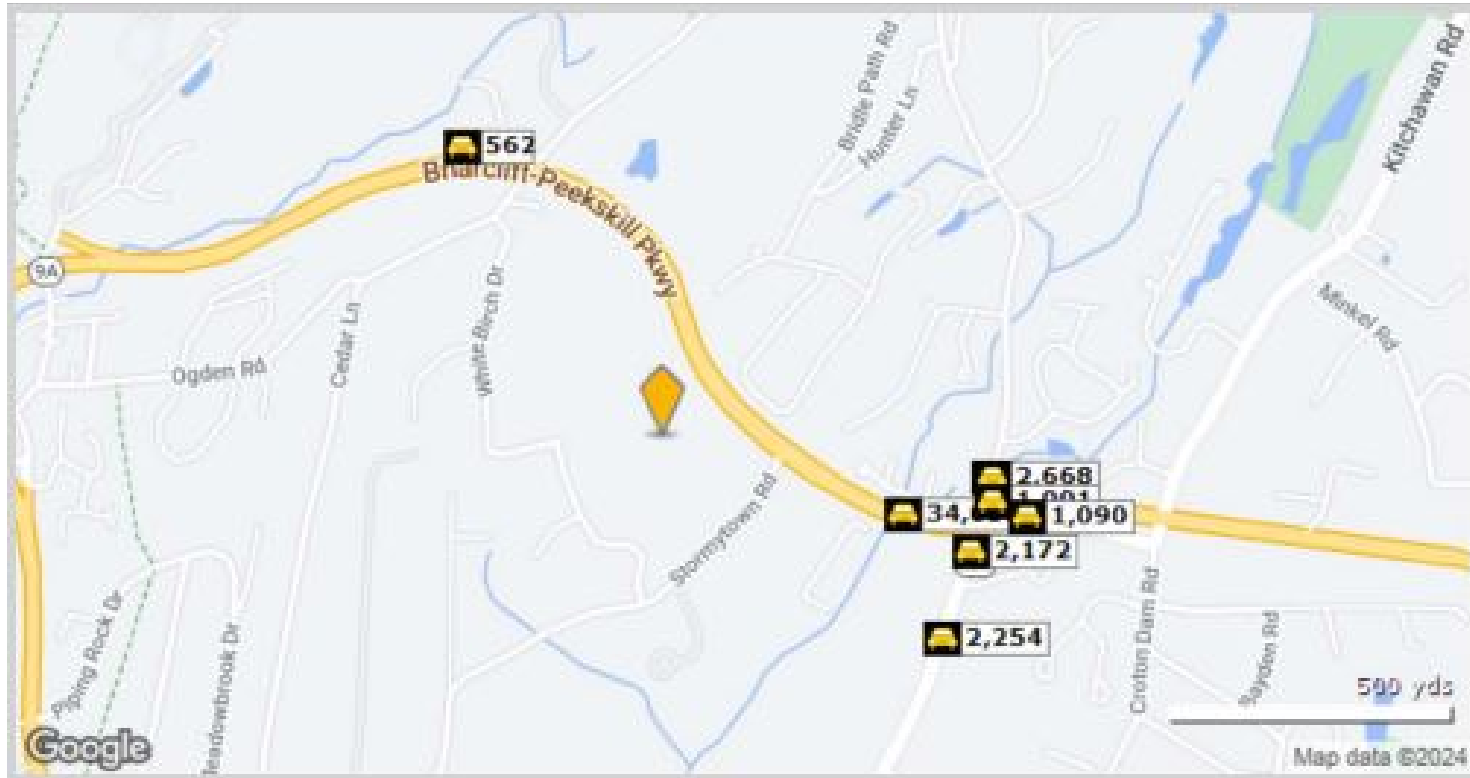 Kitchawan Rd
Bridle Path Rd
Hunter Ln
562
Briarcliff-Peekskill Pkwy
9A
White Birch Dr
Minkel Rd
Cedar Ln
Ogden Rd
2.668
34,
1,090
2,172
Stormytown Rd
2,254
Croton Dam Rd
Rd
Rock Dr
Meadowbrook Dr
500 yds
Google
Map data ©2024